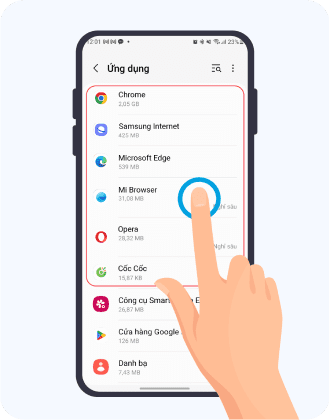 12:01
23%
Ứng dụng
Chrome
2,05 GB
Samsung Internet
425 MB
Microsoft Edge
539 MB
Mi Browser
31,08 MB
Nghỉ sâu
Opera
28,32 MB
Nghỉ sâu
Cốc Cốc
15,87 KB
Công cụ Smar
E
26,87 MB
Cửa hàng Google
126 MB
Danh bạ
7,43 MB